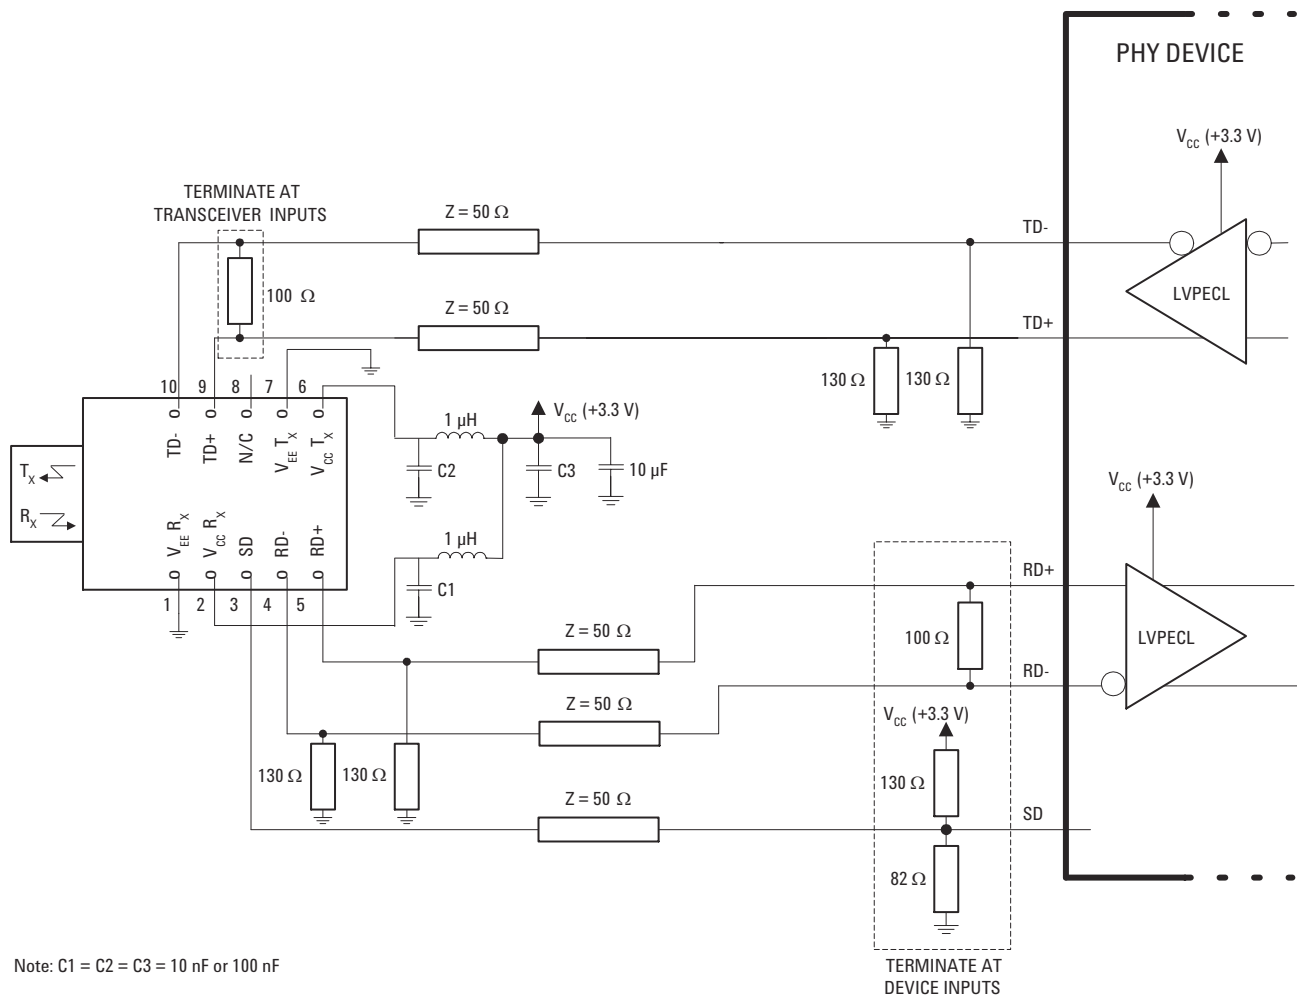 PHY DEVICE
V_CC (+3.3 V)
TERMINATE AT
TRANSCEIVER INPUTS
Z = 50 Ω
TD-
LVPECL
100 Ω
Z = 50 Ω
TD+
130 Ω
130 Ω
10
9
8
7
6
TD-
TD+
N/C
V_EE T_X
V_CC T_X
1 µH
V_CC (+3.3 V)
C2
C3
10 µF
T_X
R_X
V_EE R_X
V_CC R_X
SD
RD-
RD+
1 µH
C1
1
2
3
4
5
V_CC (+3.3 V)
RD+
LVPECL
Z = 50 Ω
100 Ω
RD-
Z = 50 Ω
V_CC (+3.3 V)
130 Ω
130 Ω
130 Ω
Z = 50 Ω
SD
82 Ω
Note: C1 = C2 = C3 = 10 nF or 100 nF
TERMINATE AT
DEVICE INPUTS